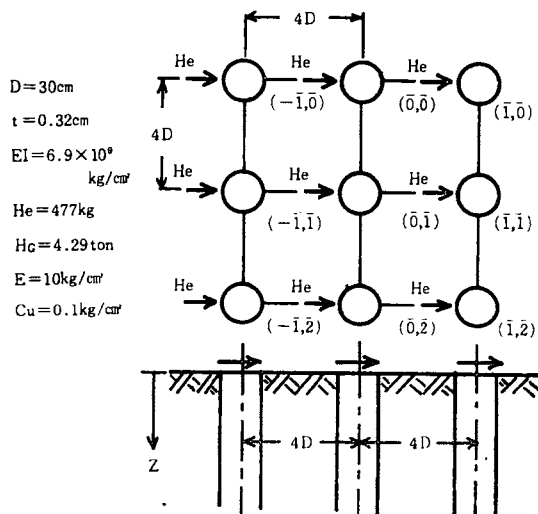 4D
He He He
D=30cm
(-1̄,0̄) (0̄,0̄) (1̄,0̄)
t=0.32cm
4D
EI=6.9×10⁹
kg/cm²
He He He
He=477kg
(-1̄,1̄) (0̄,1̄) (1̄,1̄)
HG=4.29ton
E=10kg/cm²
He He He
Cu=0.1kg/cm²
(-1̄,2̄) (0̄,2̄) (1̄,2̄)
4D 4D
Z